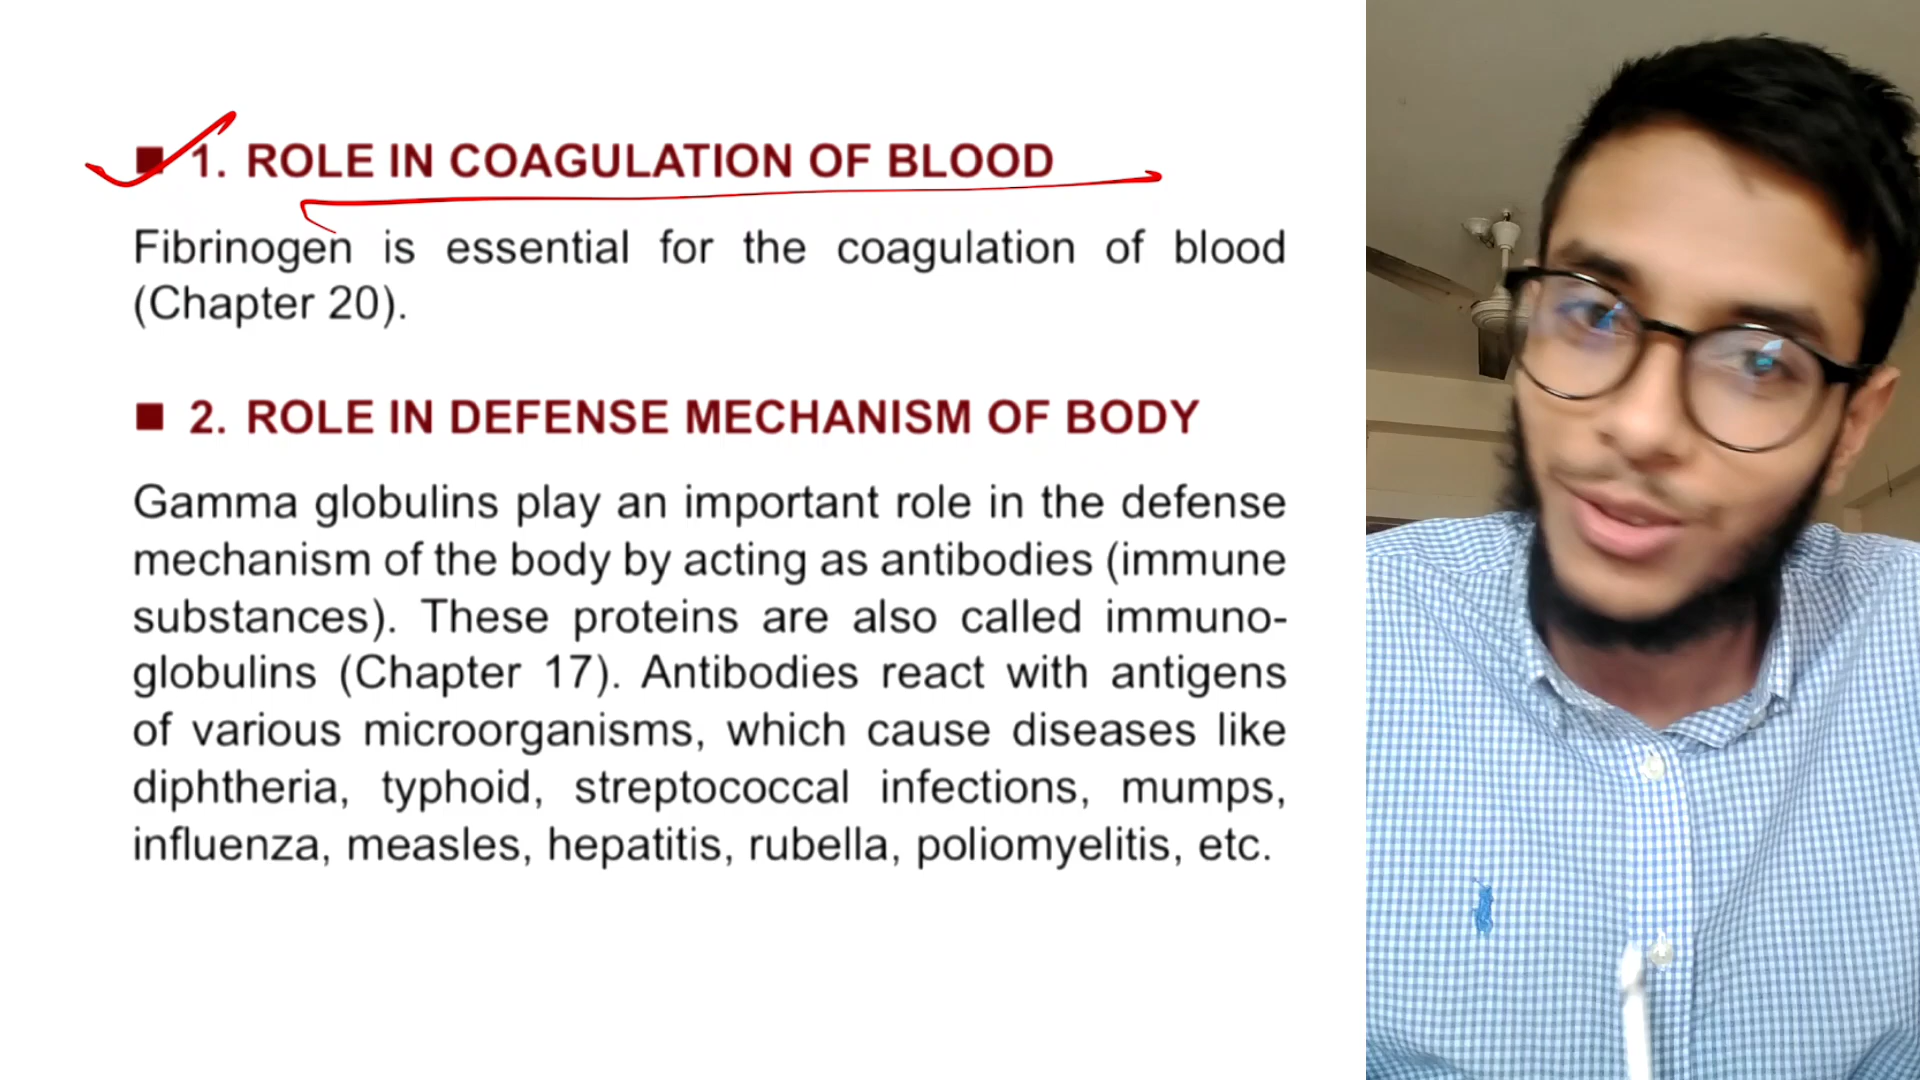 ■ 1. ROLE IN COAGULATION OF BLOOD
Fibrinogen is essential for the coagulation of blood
(Chapter 20).
■ 2. ROLE IN DEFENSE MECHANISM OF BODY
Gamma globulins play an important role in the defense
mechanism of the body by acting as antibodies (immune
substances). These proteins are also called immuno-
globulins (Chapter 17). Antibodies react with antigens
of various microorganisms, which cause diseases like
diphtheria, typhoid, streptococcal infections, mumps,
influenza, measles, hepatitis, rubella, poliomyelitis, etc.